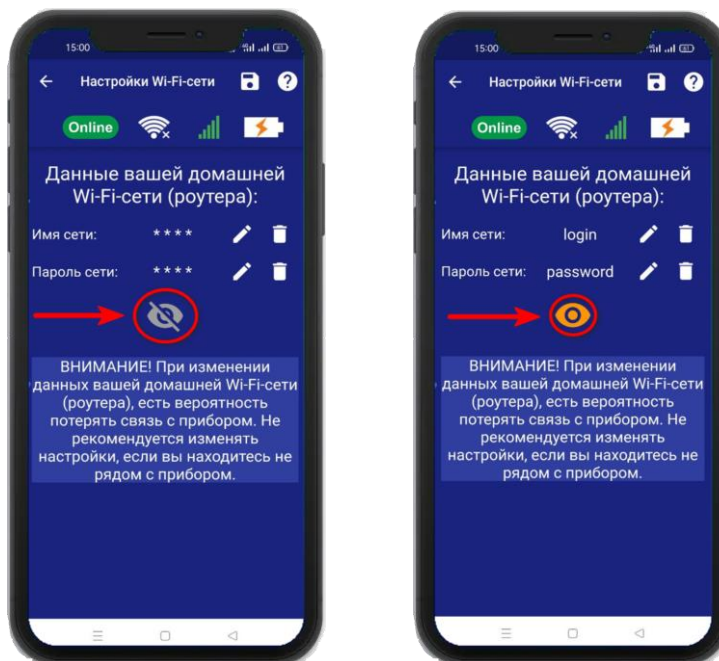 15:00
Настройки Wi-Fi-сети
Online
Данные вашей домашней
Wi-Fi-сети (роутера):
Имя сети: ****
Пароль сети: ****
ВНИМАНИЕ! При изменении
данных вашей домашней Wi-Fi-сети
(роутера), есть вероятность
потерять связь с прибором. Не
рекомендуется изменять
настройки, если вы находитесь не
рядом с прибором.
15:00
Настройки Wi-Fi-сети
Online
Данные вашей домашней
Wi-Fi-сети (роутера):
Имя сети: login
Пароль сети: password
ВНИМАНИЕ! При изменении
данных вашей домашней Wi-Fi-сети
(роутера), есть вероятность
потерять связь с прибором. Не
рекомендуется изменять
настройки, если вы находитесь не
рядом с прибором.